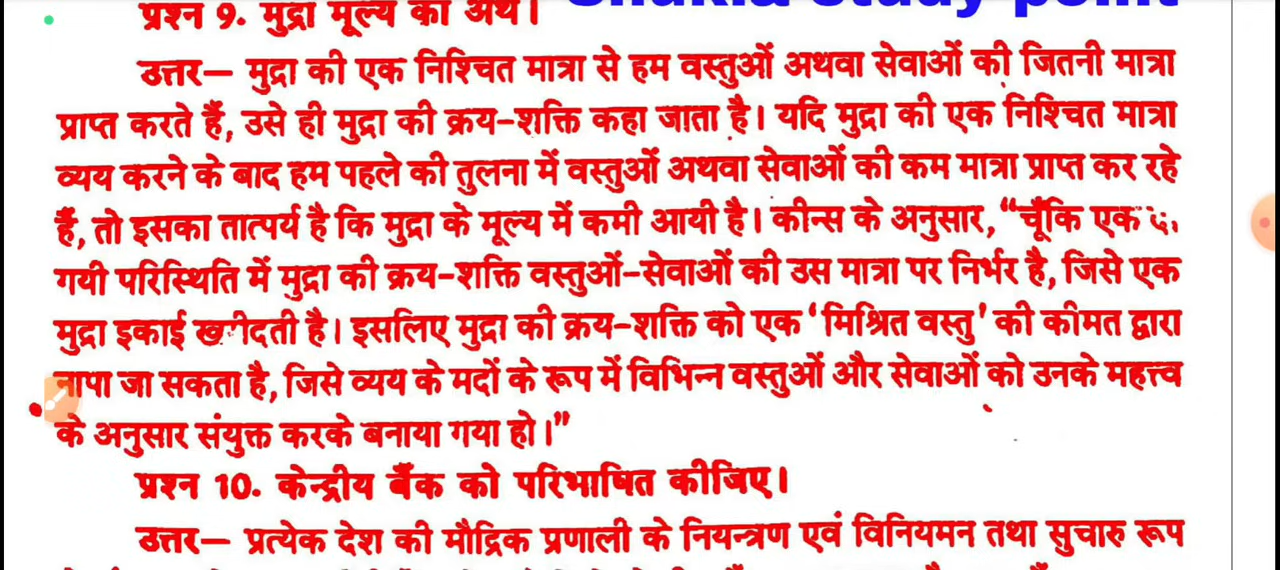 Shukla study point
प्रश्न 9. मुद्रा मूल्य का अर्थ।
उत्तर— मुद्रा की एक निश्चित मात्रा से हम वस्तुओं अथवा सेवाओं की जितनी मात्रा
प्राप्त करते हैं, उसे ही मुद्रा की क्रय-शक्ति कहा जाता है। यदि मुद्रा की एक निश्चित मात्रा
व्यय करने के बाद हम पहले की तुलना में वस्तुओं अथवा सेवाओं की कम मात्रा प्राप्त कर रहे
हैं, तो इसका तात्पर्य है कि मुद्रा के मूल्य में कमी आयी है। कीन्स के अनुसार, “चूँकि एक
गयी परिस्थिति में मुद्रा की क्रय-शक्ति वस्तुओं-सेवाओं की उस मात्रा पर निर्भर है, जिसे एक
मुद्रा इकाई खरीदती है। इसलिए मुद्रा की क्रय-शक्ति को एक ‘मिश्रित वस्तु’ की कीमत द्वारा
नापा जा सकता है, जिसे व्यय के मदों के रूप में विभिन्न वस्तुओं और सेवाओं को उनके महत्त्व
के अनुसार संयुक्त करके बनाया गया हो।”
प्रश्न 10. केन्द्रीय बैंक को परिभाषित कीजिए।
उत्तर— प्रत्येक देश की मौद्रिक प्रणाली के नियन्त्रण एवं विनियमन तथा सुचारु रूप